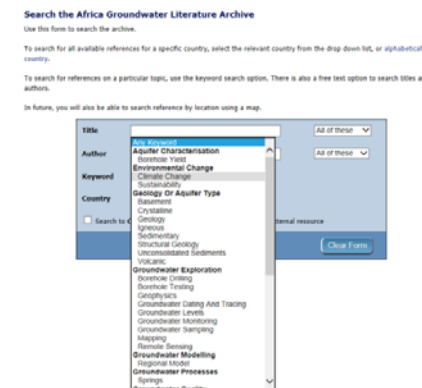 Search the Africa Groundwater Literature Archive
Use this form to search the archive.
To search for all available references for a specific country, select the relevant country from the drop down list, or alphabetical
country.
To search for references on a particular topic, use the keyword search option. There is also a free text option to search titles a
authors.
In future, you will also be able to search reference by location using a map.
Title
All of these
Any Keyword
Aquifer Characterisation
Author
All of these
Borehole Yield
Environmental Change
Keyword
Climate Change
Sustainability
Geology Or Aquifer Type
Country
Basement
Crystalline
Search to
Geology
ternal resource
Igneous
Sedimentary
Structural Geology
Clear Form
Unconsolidated Sediments
Volcanic
Groundwater Exploration
Borehole Drilling
Borehole Testing
Geophysics
Groundwater Dating And Tracing
Groundwater Levels
Groundwater Monitoring
Groundwater Sampling
Mapping
Remote Sensing
Groundwater Modelling
Regional Model
Groundwater Processes
Springs